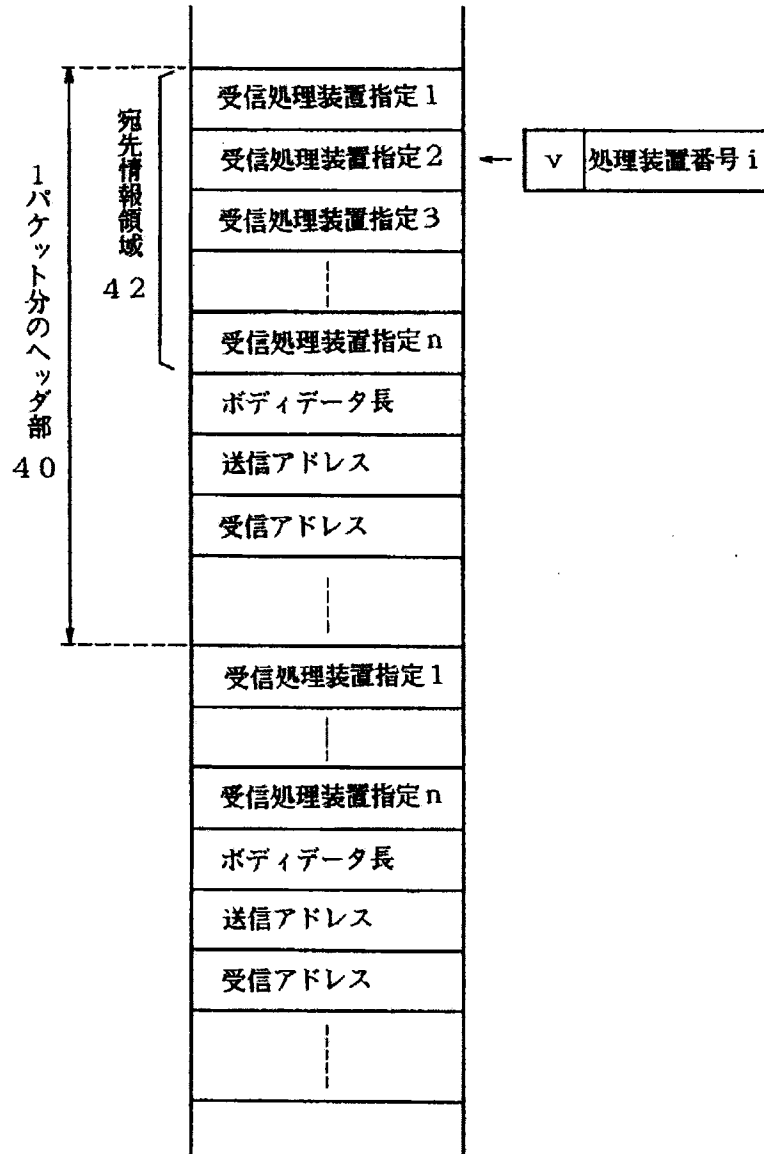 1パケット分のヘッダ部
40
宛先情報領域
42
受信処理装置指定1
受信処理装置指定2
v 処理装置番号i
受信処理装置指定3
受信処理装置指定n
ボディデータ長
送信アドレス
受信アドレス
受信処理装置指定1
受信処理装置指定n
ボディデータ長
送信アドレス
受信アドレス